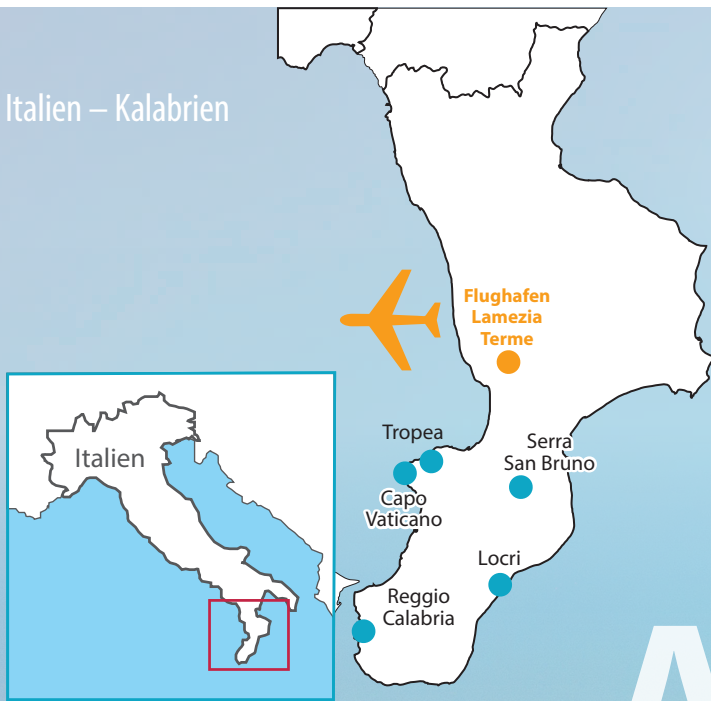 Italien – Kalabrien
Flughafen
Lamezia
Terme
Tropea
Serra
San Bruno
Capo
Vaticano
Italien
Locri
Reggio
Calabria